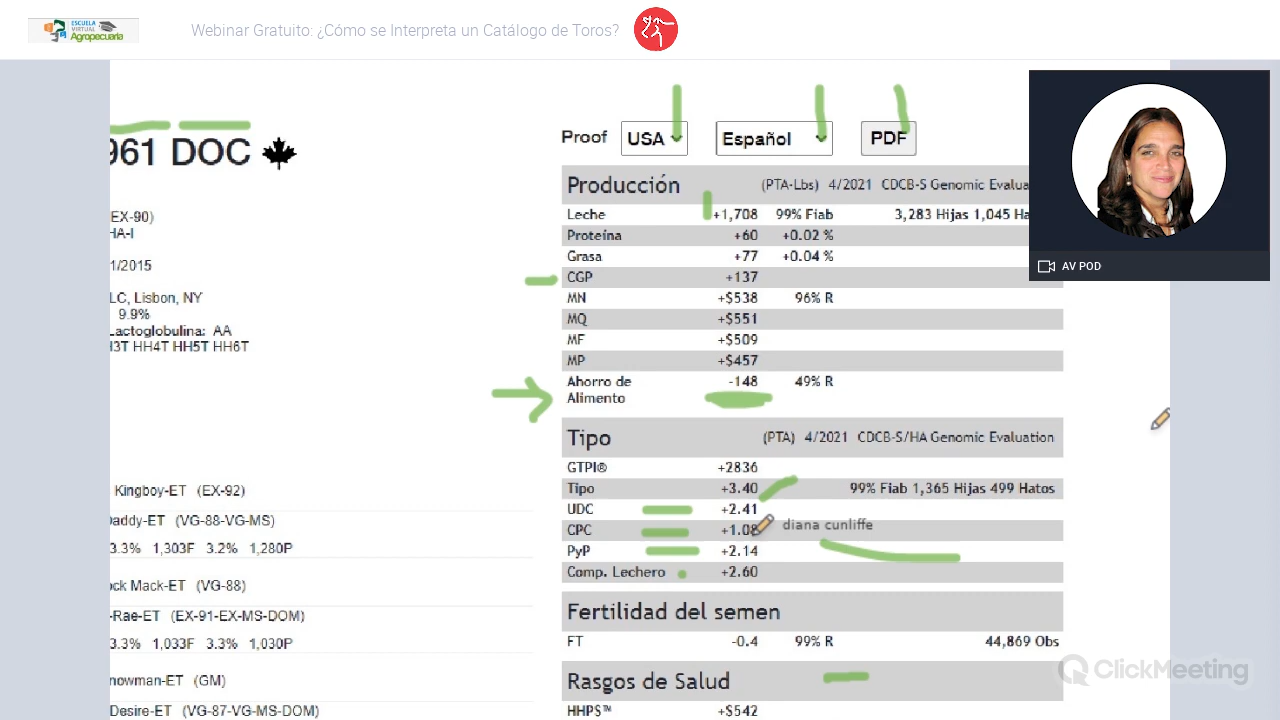 ESCUELA
VIRTUAL
Agropecuaria
Webinar Gratuito: ¿Cómo se Interpreta un Catálogo de Toros?
961 DOC
Proof USA Español PDF
(EX-90)
HA-I
1/2015
LC, Lisbon, NY
9.9%
Lactoglobulina: AA
H3T HH4T HH5T HH6T
Kingboy-ET (EX-92)
Daddy-ET (VG-88-VG-MS)
3.3% 1,303F 3.2% 1,280P
ock Mack-ET (VG-88)
-Rae-ET (EX-91-EX-MS-DOM)
3.3% 1,033F 3.3% 1,030P
nowman-ET (GM)
Desire-ET (VG-87-VG-MS-DOM)
Producción (PTA-Lbs) 4/2021 CDCB-S Genomic Evalua
Leche +1,708 99% Fiab 3,283 Hijas 1,045 Ha
Proteína +60 +0.02 %
Grasa +77 +0.04 %
CGP +137
MN +$538 96% R
MQ +$551
MF +$509
MP +$457
Ahorro de -148 49% R
Alimento
Tipo (PTA) 4/2021 CDCB-S/HA Genomic Evaluation
GTPI® +2836
Tipo +3.40 99% Fiab 1,365 Hijas 499 Hatos
UDC +2.41
CPC +1.08 diana cunliffe
PyP +2.14
Comp. Lechero +2.60
Fertilidad del semen
FT -0.4 99% R 44,869 Obs
Rasgos de Salud
HHPS™ +$542
AV POD
ClickMeeting